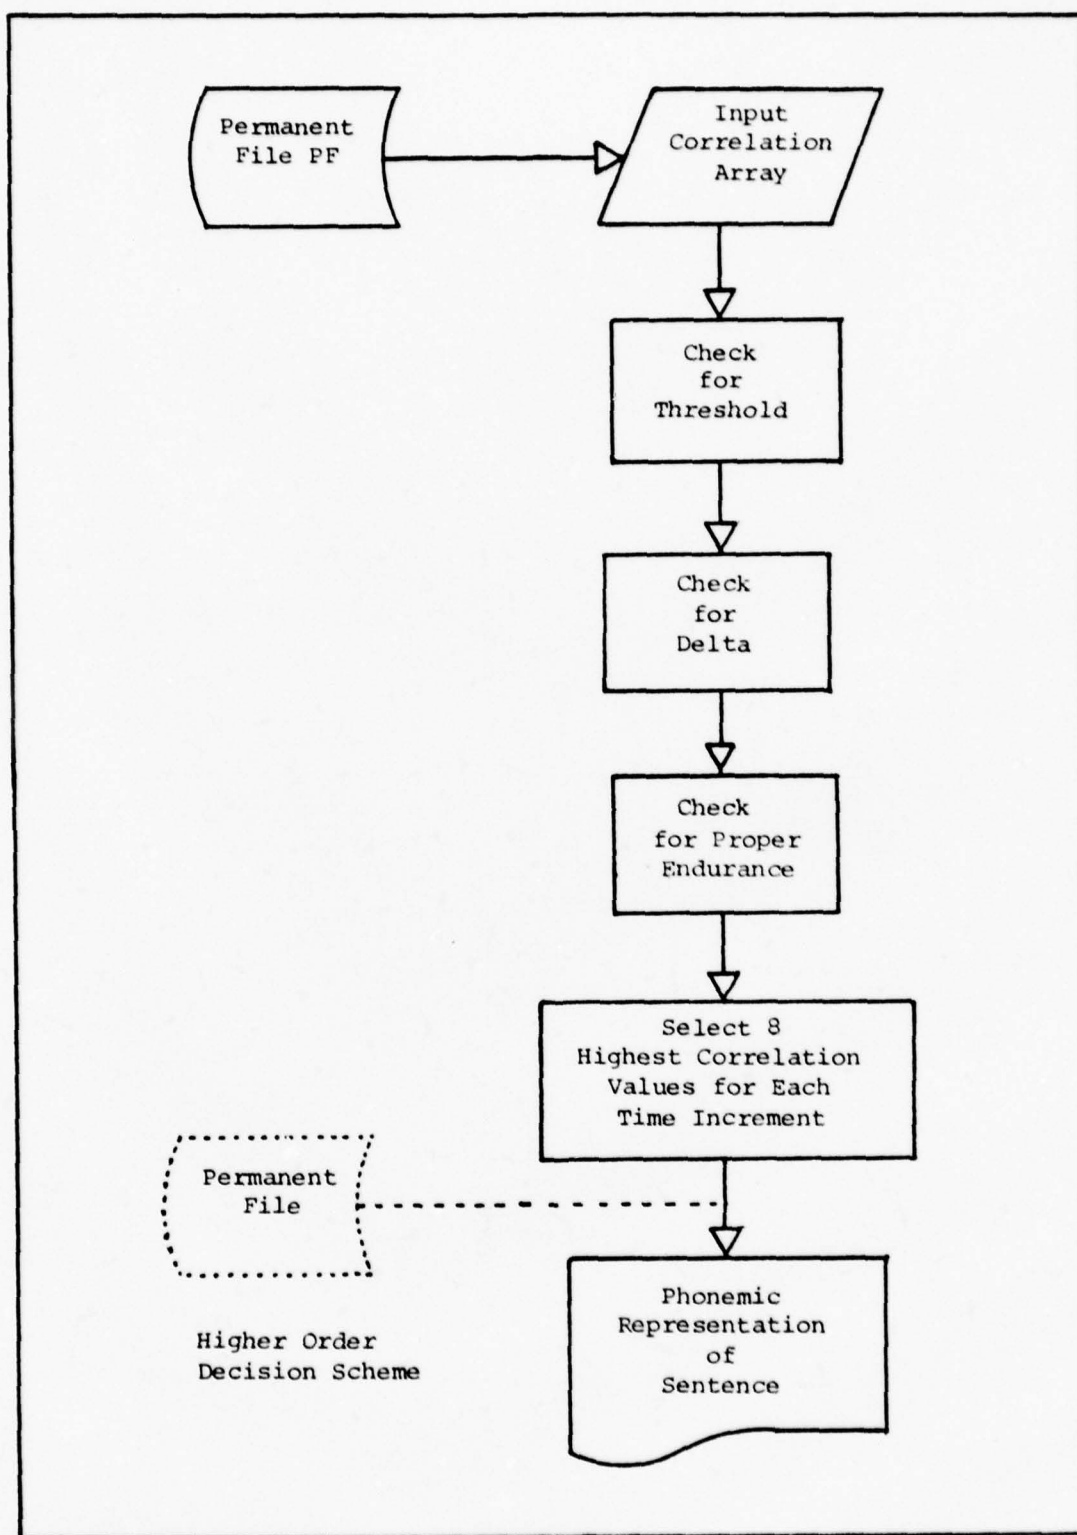 Permanent
File PF
Input
Correlation
Array
Check
for
Threshold
Check
for
Delta
Check
for Proper
Endurance
Select 8
Highest Correlation
Values for Each
Time Increment
Permanent
File
Higher Order
Decision Scheme
Phonemic
Representation
of
Sentence